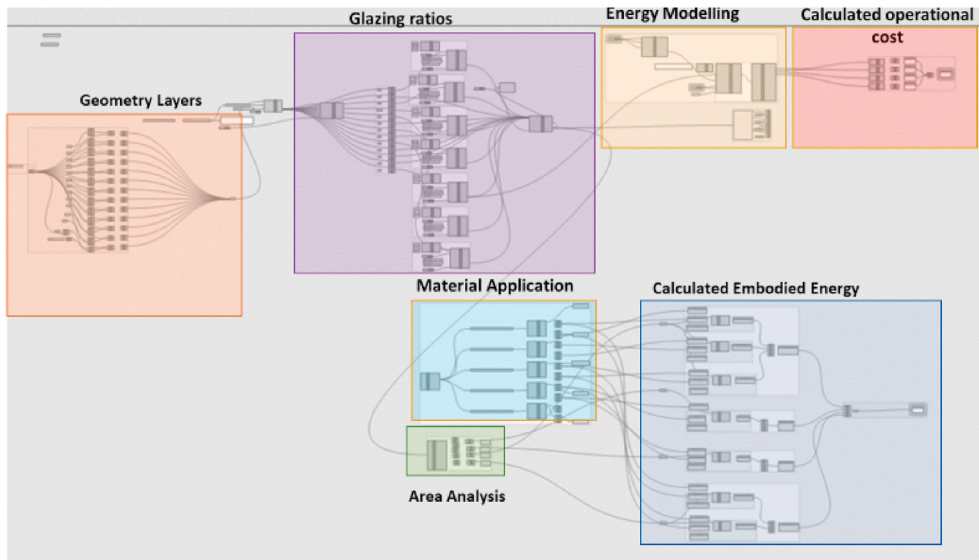 Glazing ratios
Energy Modelling
Calculated operational
cost
Geometry Layers
Material Application
Calculated Embodied Energy
Area Analysis